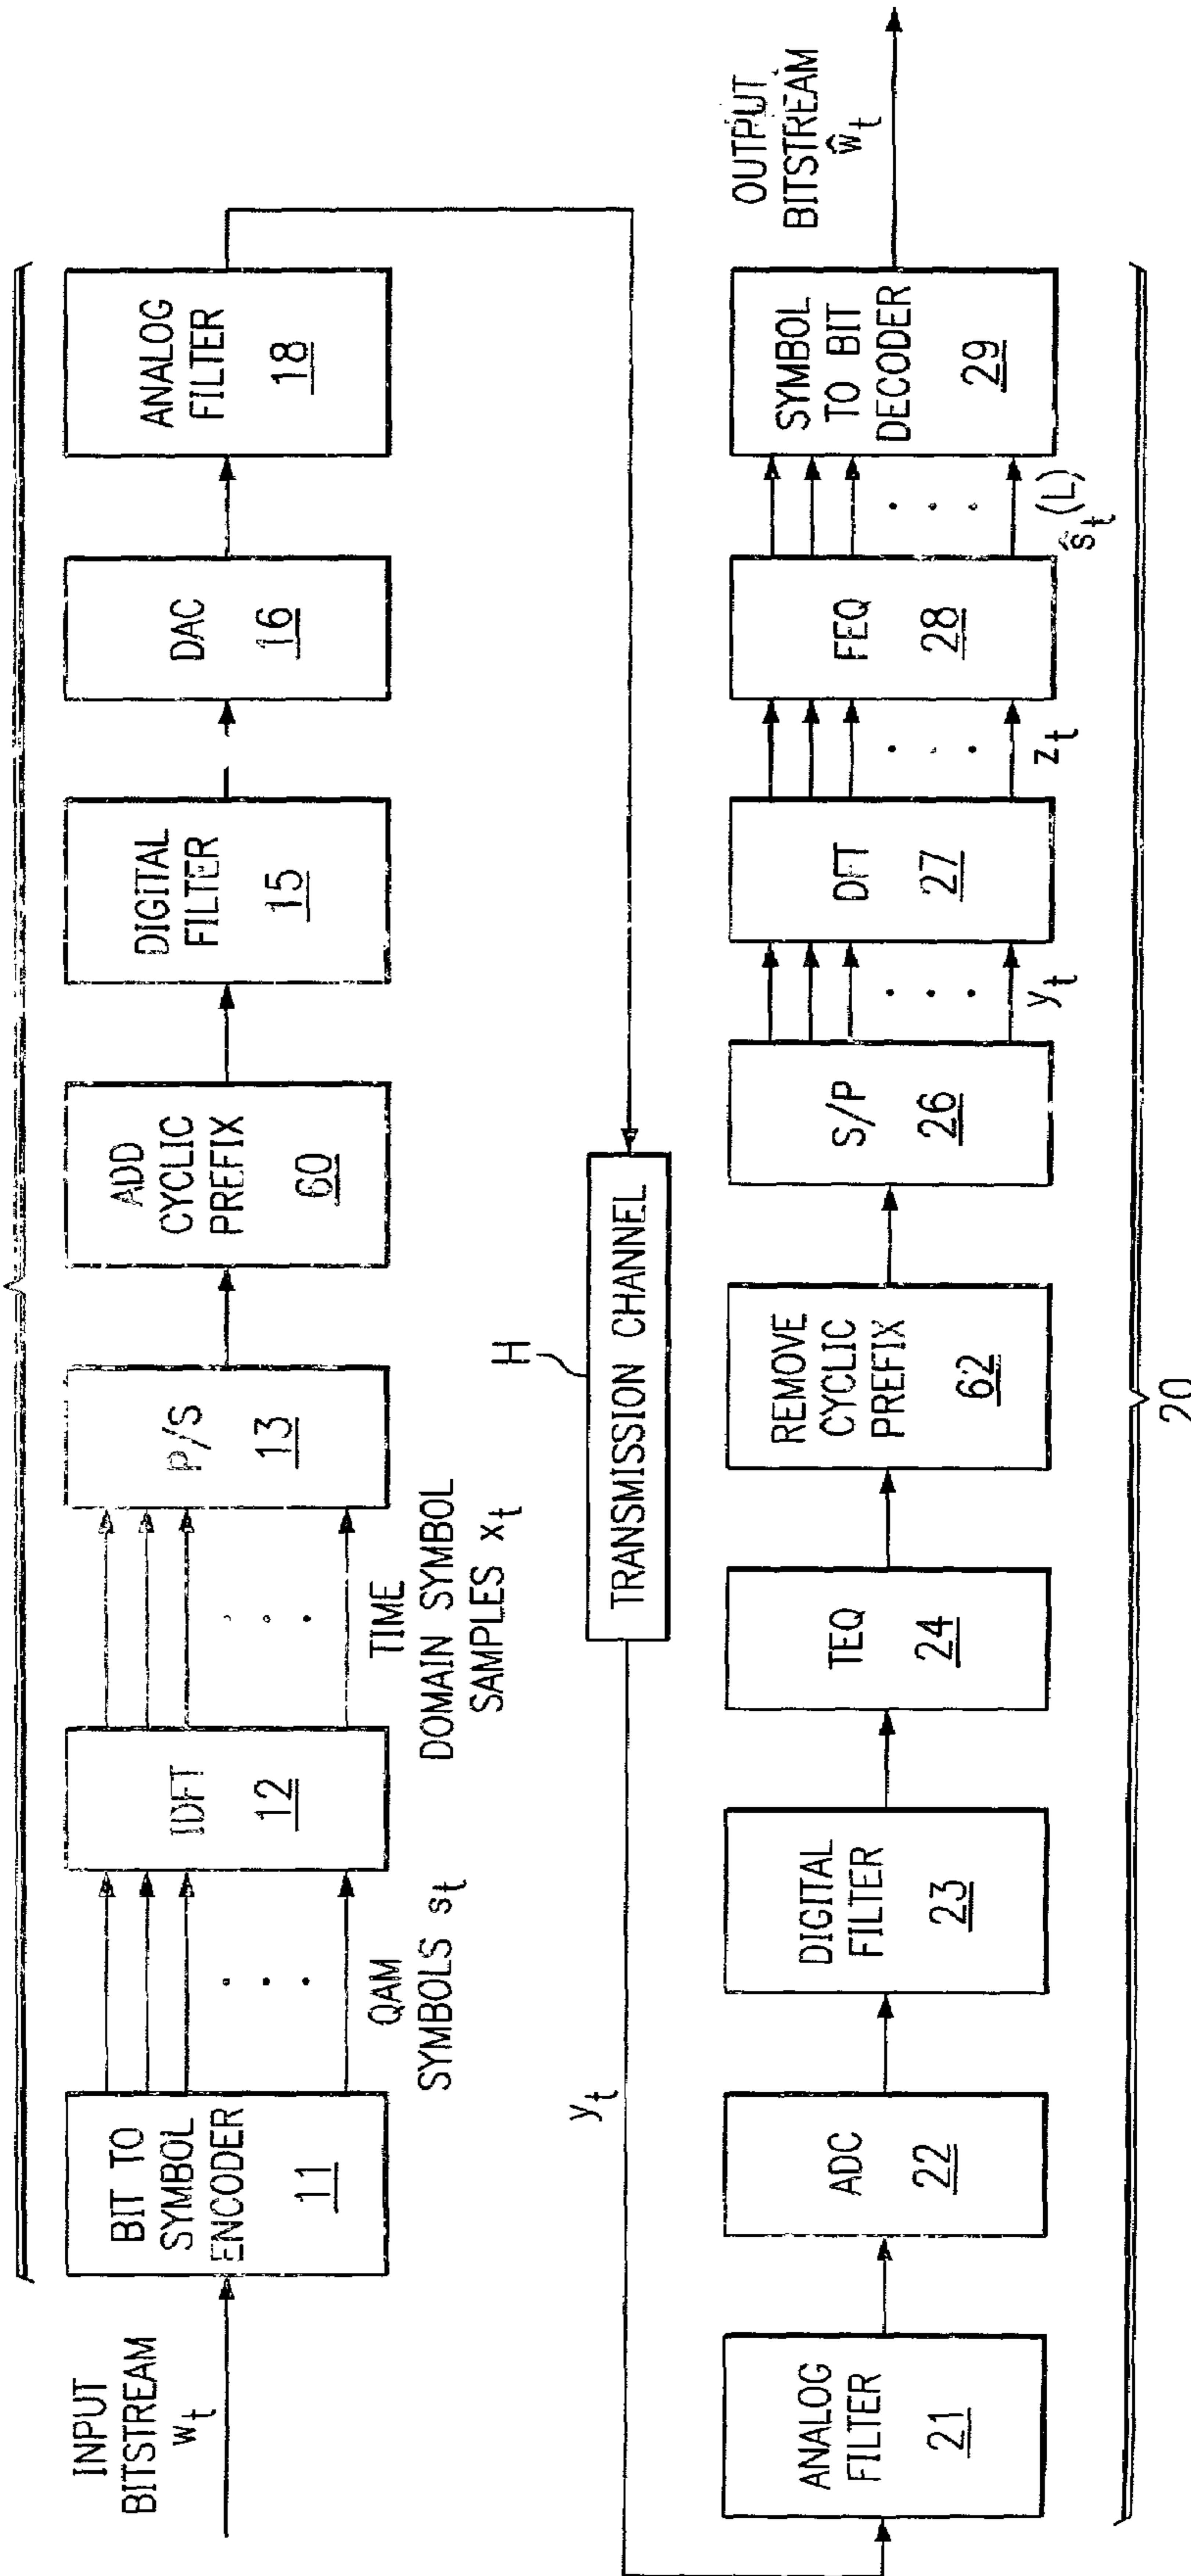 INPUT
BITSTREAM
w_t
BIT TO
SYMBOL
ENCODER
11
QAM
SYMBOLS s_t
IDFT
12
TIME
DOMAIN SYMBOL
SAMPLES x_t
P/S
13
ADD
CYCLIC
PREFIX
60
DIGITAL
FILTER
15
DAC
16
ANALOG
FILTER
18
H
TRANSMISSION CHANNEL
y_t
ANALOG
FILTER
21
ADC
22
DIGITAL
FILTER
23
TEQ
24
REMOVE
CYCLIC
PREFIX
62
S/P
26
y_t
DFT
27
z_t
FEQ
28
ŝ_t(L)
SYMBOL
TO BIT
DECODER
29
OUTPUT
BITSTREAM
ŵ_t
20